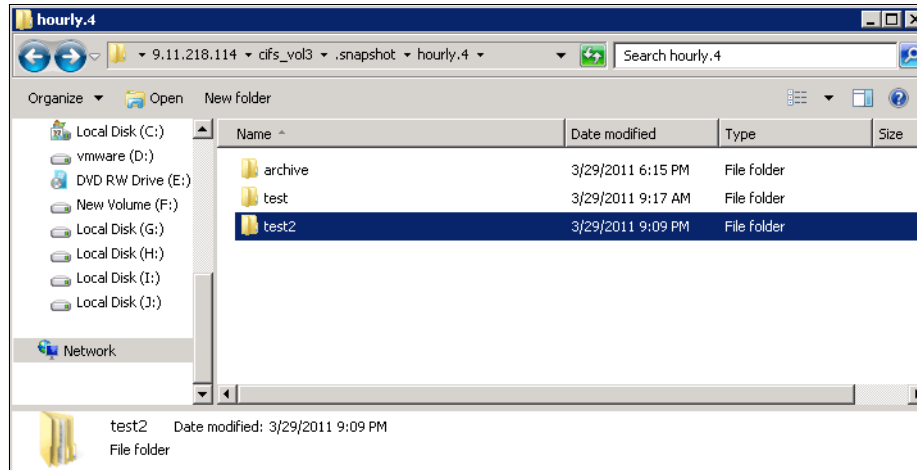 hourly.4
9.11.218.114 cifs_vol3 .snapshot hourly.4 Search hourly.4
Organize Open New folder
Local Disk (C:)
vmware (D:)
DVD RW Drive (E:)
New Volume (F:)
Local Disk (G:)
Local Disk (H:)
Local Disk (I:)
Local Disk (J:)
Network
Name Date modified Type Size
archive 3/29/2011 6:15 PM File folder
test 3/29/2011 9:17 AM File folder
test2 3/29/2011 9:09 PM File folder
test2 Date modified: 3/29/2011 9:09 PM
File folder